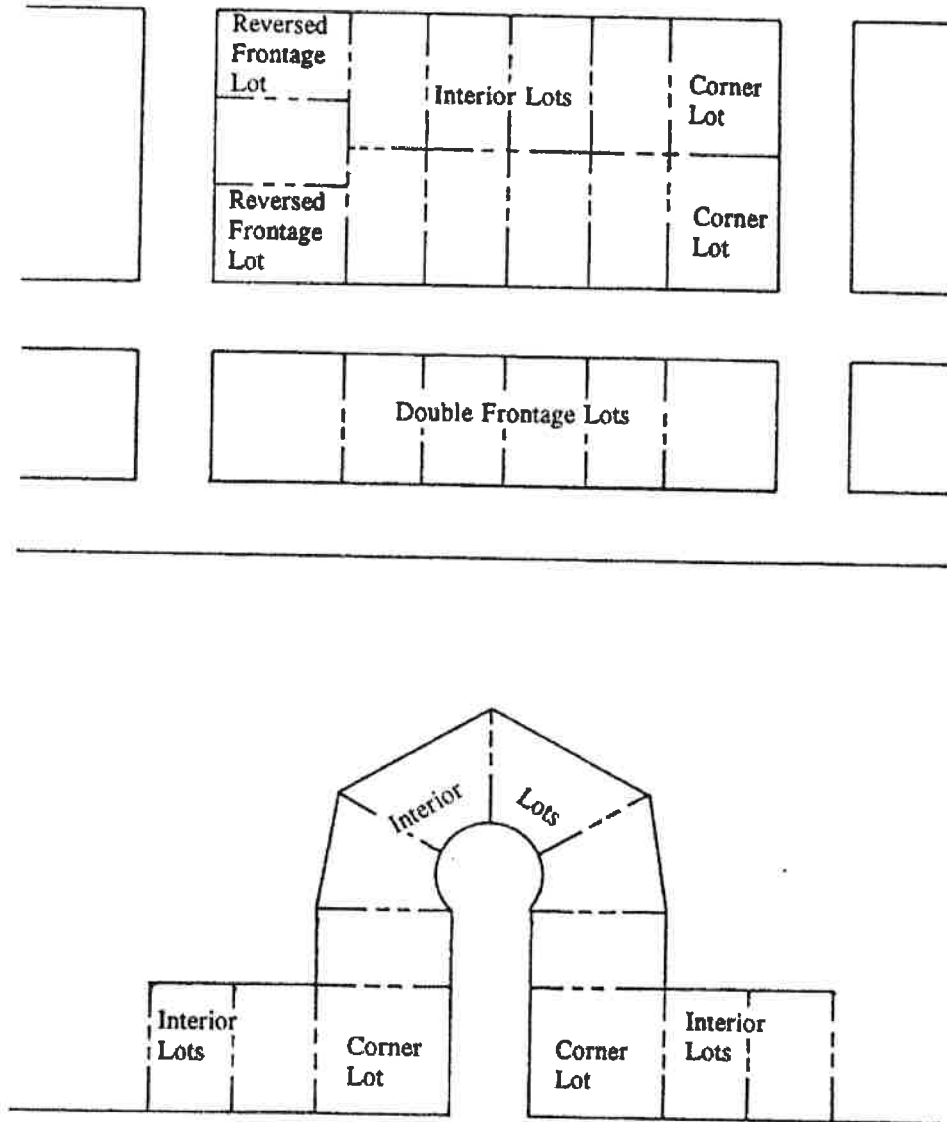 Reversed
Frontage
Lot
Interior Lots
Corner
Lot
Reversed
Frontage
Lot
Corner
Lot
Double Frontage Lots
Interior
Lots
Interior
Lots
Corner
Lot
Corner
Lot
Interior
Lots